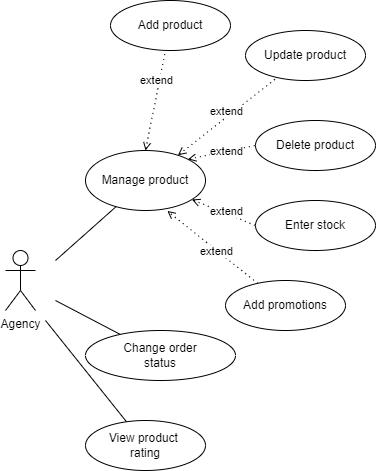 Add product
Update product
extend
extend
Delete product
extend
Manage product
extend
Enter stock
extend
Add promotions
Agency
Change order
status
View product
rating